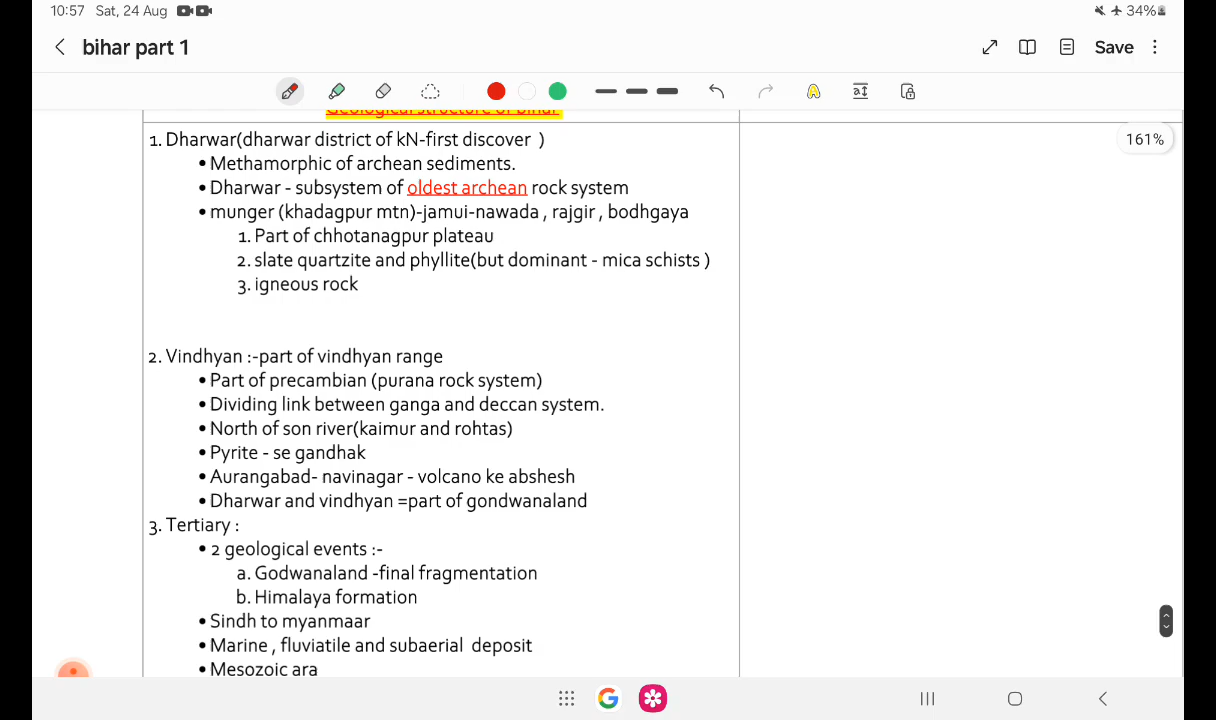 10:57 Sat, 24 Aug 34%
bihar part 1 Save
Geological structure of bihar
161%
1. Dharwar(dharwar district of kN-first discover )
• Methamorphic of archean sediments.
• Dharwar - subsystem of oldest archean rock system
• munger (khadagpur mtn)-jamui-nawada , rajgir , bodhgaya
1. Part of chhotanagpur plateau
2. slate quartzite and phyllite(but dominant - mica schists )
3. igneous rock
2. Vindhyan :-part of vindhyan range
• Part of precambian (purana rock system)
• Dividing link between ganga and deccan system.
• North of son river(kaimur and rohtas)
• Pyrite - se gandhak
• Aurangabad- navinagar - volcano ke abshesh
• Dharwar and vindhyan =part of gondwanaland
3. Tertiary :
• 2 geological events :-
a. Godwanaland -final fragmentation
b. Himalaya formation
• Sindh to myanmaar
• Marine , fluviatile and subaerial deposit
• Mesozoic ara